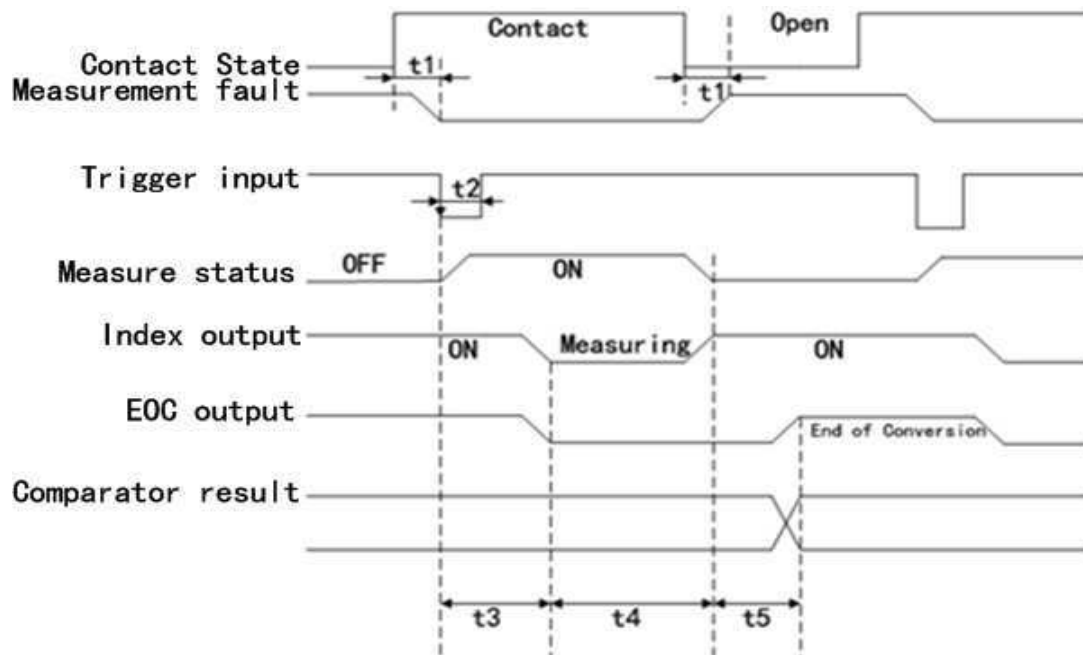 Contact
Open
Contact State
t1
t1
Measurement fault
Trigger input
t2
Measure status
OFF
ON
Index output
ON
Measuring
ON
EOC output
End of Conversion
Comparator result
t3
t4
t5